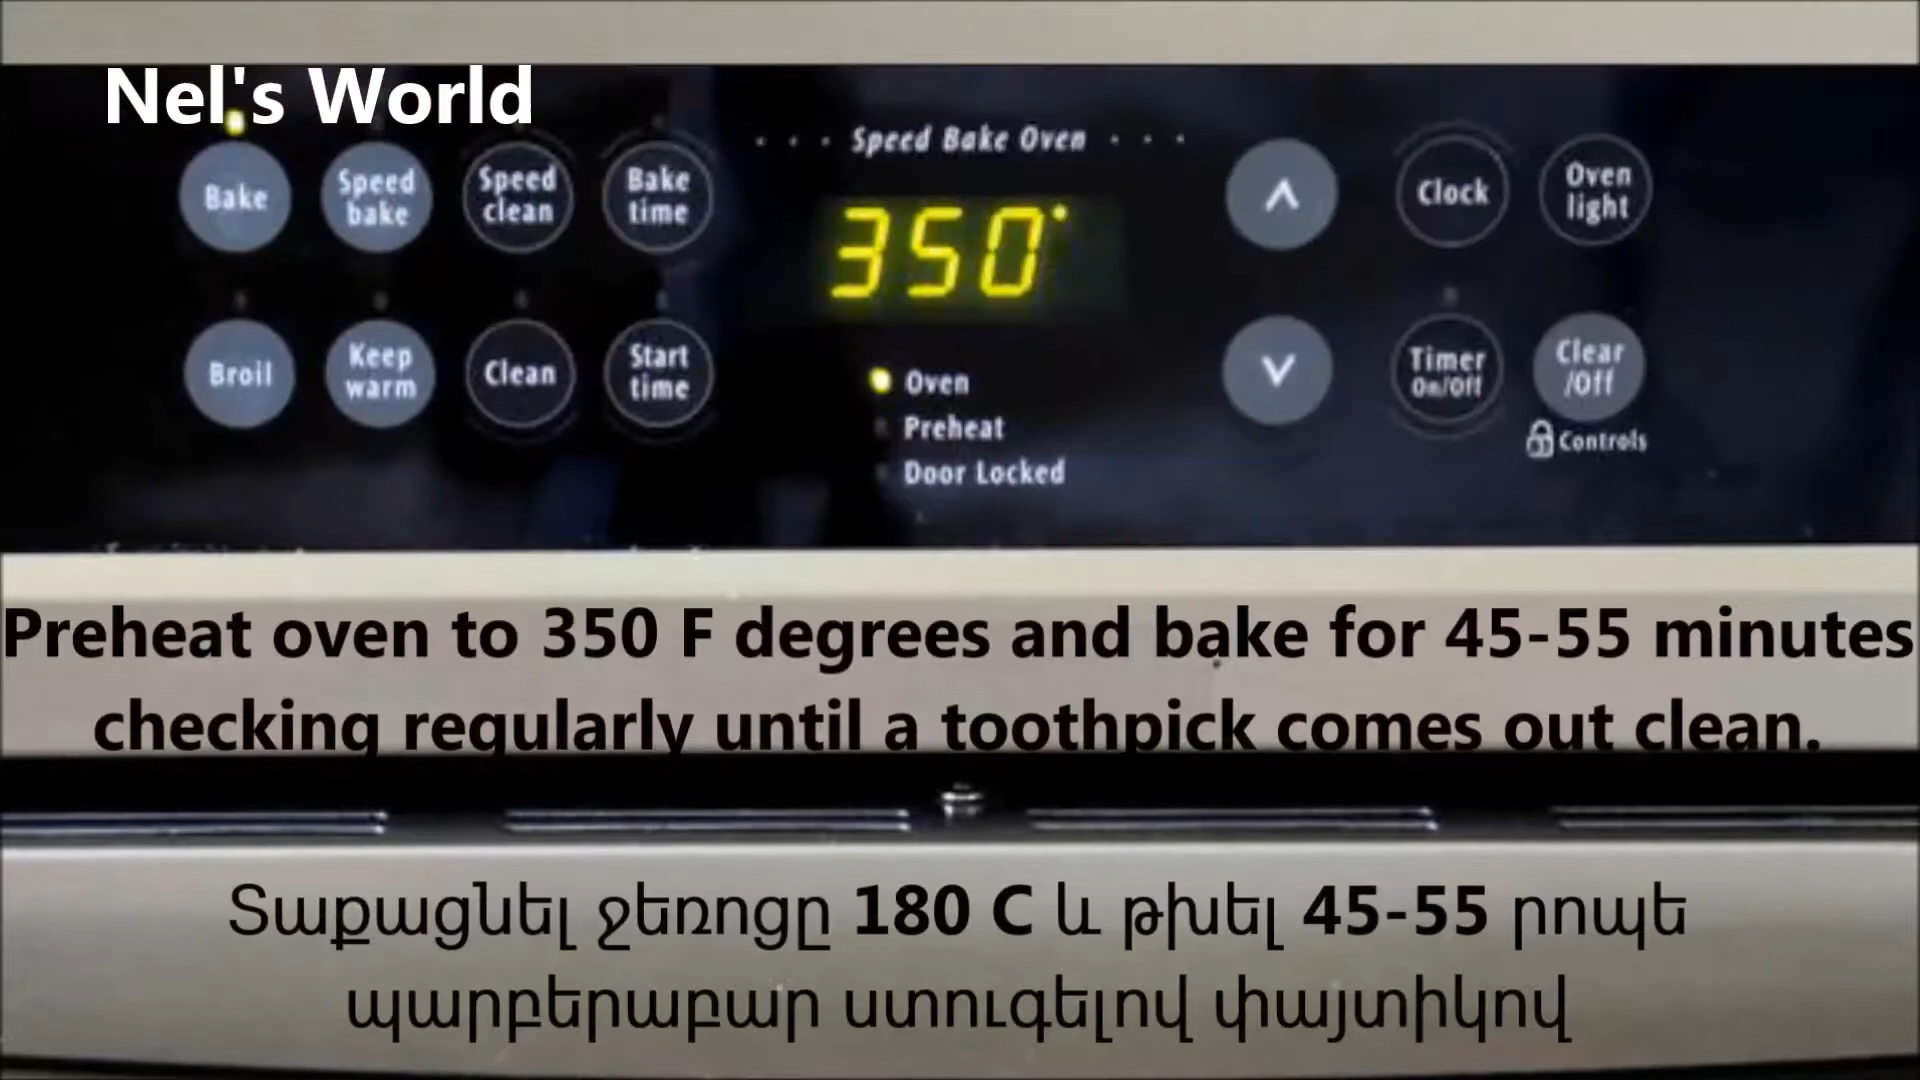 Nel's World
Speed Bake Oven
Bake
Speed bake
Speed clean
Bake time
350°
Clock
Oven light
Broil
Keep warm
Clean
Start time
Oven
Preheat
Door Locked
Timer On/Off
Clear /Off
Controls
Preheat oven to 350 F degrees and bake for 45-55 minutes
checking regularly until a toothpick comes out clean.
Տաքացնել ջեռոցը 180 C և թխել 45-55 րոպե
պարբերաբար ստուգելով փայտիկով